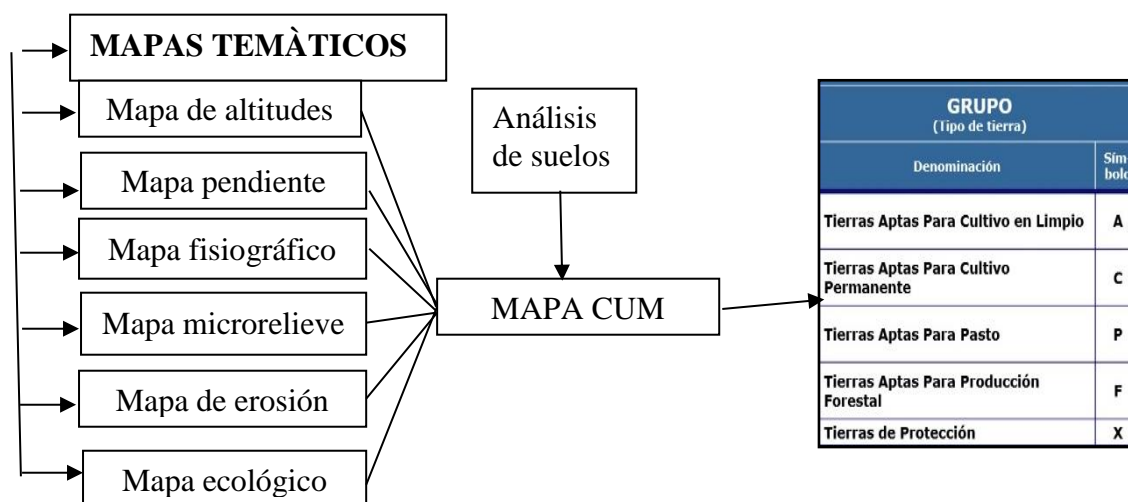 MAPAS TEMÀTICOS
Mapa de altitudes
Mapa pendiente
Mapa fisiográfico
Mapa microrelieve
Mapa de erosión
Mapa ecológico
Análisis
de suelos
MAPA CUM
GRUPO
(Tipo de tierra)
Denominación
Sím-
bolo
Tierras Aptas Para Cultivo en Limpio A
Tierras Aptas Para Cultivo
Permanente C
Tierras Aptas Para Pasto P
Tierras Aptas Para Producción
Forestal F
Tierras de Protección X